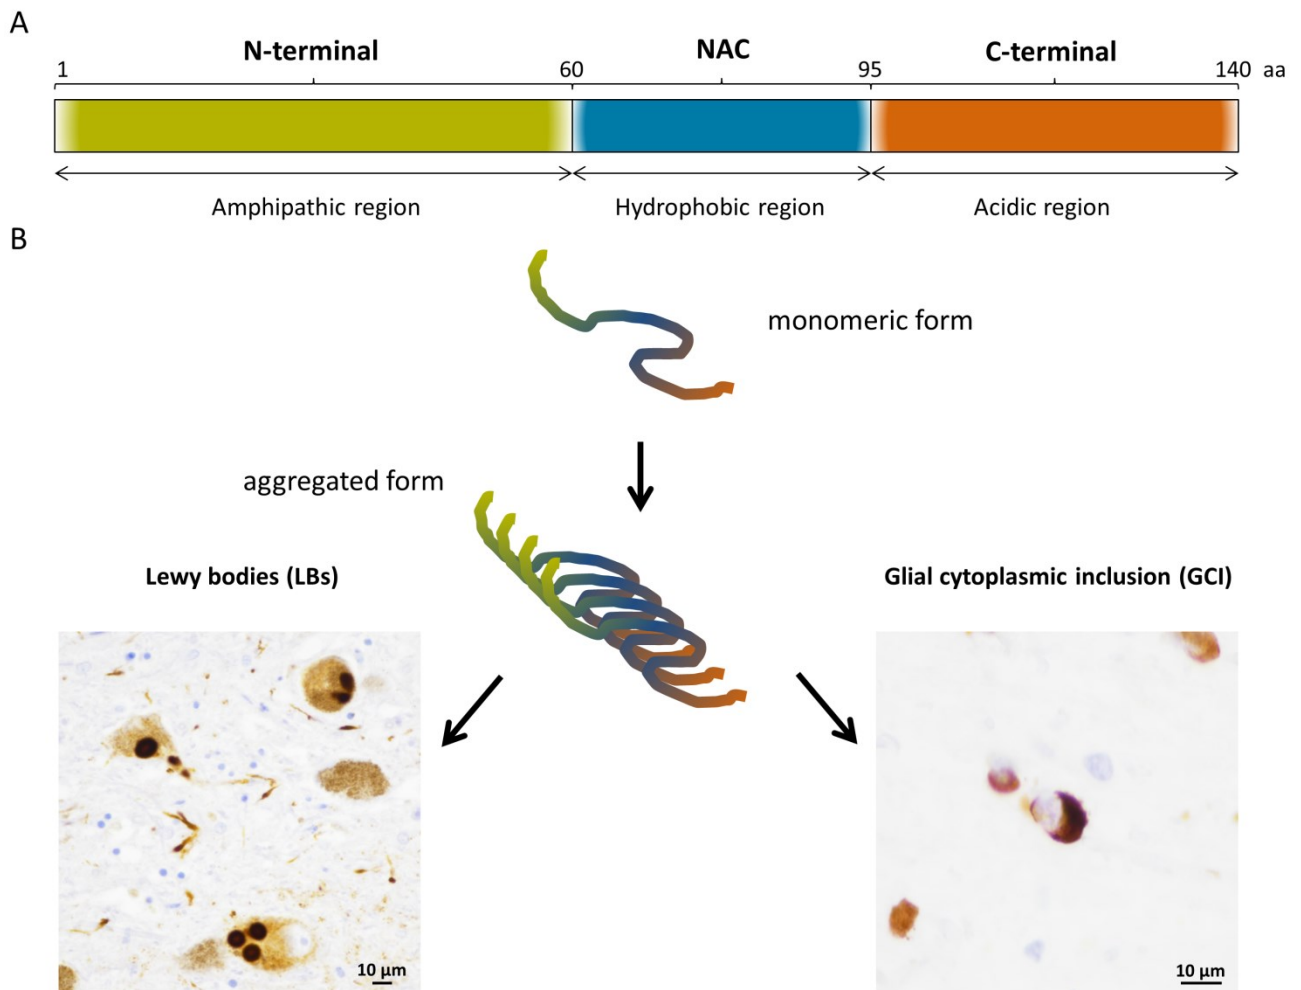 A
N-terminal NAC C-terminal
1 60 95 140 aa
Amphipathic region Hydrophobic region Acidic region
B
monomeric form
aggregated form
Lewy bodies (LBs) Glial cytoplasmic inclusion (GCI)
10 µm 10 µm